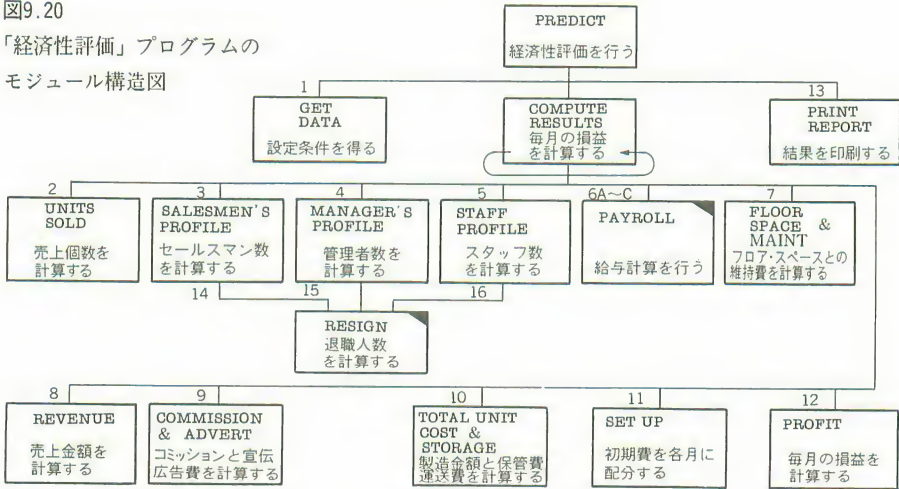 図9.20
「経済性評価」プログラムの
モジュール構造図
PREDICT
経済性評価を行う
1
GET
DATA
設定条件を得る
COMPUTE
RESULTS
毎月の損益
を計算する
13
PRINT
REPORT
結果を印刷する
2
UNITS
SOLD
売上個数を
計算する
3
SALESMEN'S
PROFILE
セールスマン数
を計算する
4
MANAGER'S
PROFILE
管理者数を
計算する
5
STAFF
PROFILE
スタッフ数
を計算する
6A～C
PAYROLL
給与計算を行う
7
FLOOR
SPACE &
MAINT
フロア・スペースとの
維持費を計算する
14
15
16
RESIGN
退職人数
を計算する
8
REVENUE
売上金額を
計算する
9
COMMISSION
& ADVERT
コミッションと宣伝
広告費を計算する
10
TOTAL UNIT
COST &
STORAGE
製造金額と保管費
運送費を計算する
11
SET UP
初期費を各月に
配分する
12
PROFIT
毎月の損益を
計算する